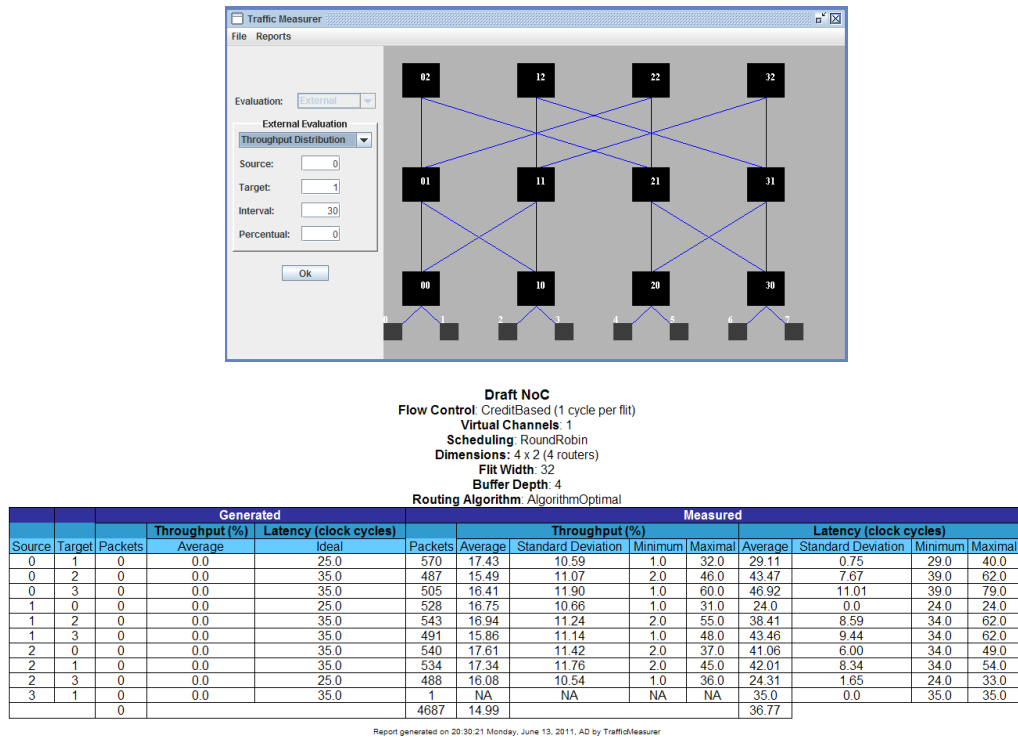 Traffic Measurer
File Reports
Evaluation: External
External Evaluation
Throughput Distribution
Source: 0
Target: 1
Interval: 30
Percentual: 0
Ok
02 12 22 32
01 11 21 31
00 10 20 30
0 1 2 3 4 5 6 7
Draft NoC
Flow Control: CreditBased (1 cycle per flit)
Virtual Channels: 1
Scheduling: RoundRobin
Dimensions: 4 x 2 (4 routers)
Flit Width: 32
Buffer Depth: 4
Routing Algorithm: AlgorithmOptimal
Generated Measured
Throughput (%) Latency (clock cycles) Throughput (%) Latency (clock cycles)
Source Target Packets Average Ideal Packets Average Standard Deviation Minimum Maximal Average Standard Deviation Minimum Maximal
0 1 0 0.0 25.0 570 17.43 10.59 1.0 32.0 29.11 0.75 29.0 40.0
0 2 0 0.0 35.0 487 15.49 11.07 2.0 46.0 43.47 7.67 39.0 62.0
0 3 0 0.0 35.0 505 16.41 11.90 1.0 60.0 46.92 11.01 39.0 79.0
1 0 0 0.0 25.0 528 16.75 10.66 1.0 31.0 24.0 0.0 24.0 24.0
1 2 0 0.0 35.0 543 16.94 11.24 2.0 55.0 38.41 8.59 34.0 62.0
1 3 0 0.0 35.0 491 15.86 11.14 1.0 48.0 43.46 9.44 34.0 62.0
2 0 0 0.0 35.0 540 17.61 11.42 2.0 37.0 41.06 6.00 34.0 49.0
2 1 0 0.0 35.0 534 17.34 11.76 2.0 45.0 42.01 8.34 34.0 54.0
2 3 0 0.0 25.0 488 16.08 10.54 1.0 36.0 24.31 1.65 24.0 33.0
3 1 0 0.0 35.0 1 NA NA NA NA 35.0 0.0 35.0 35.0
0 4687 14.99 36.77
Report generated on 20:30:21 Monday, June 13, 2011, AD by TrafficMeasurer